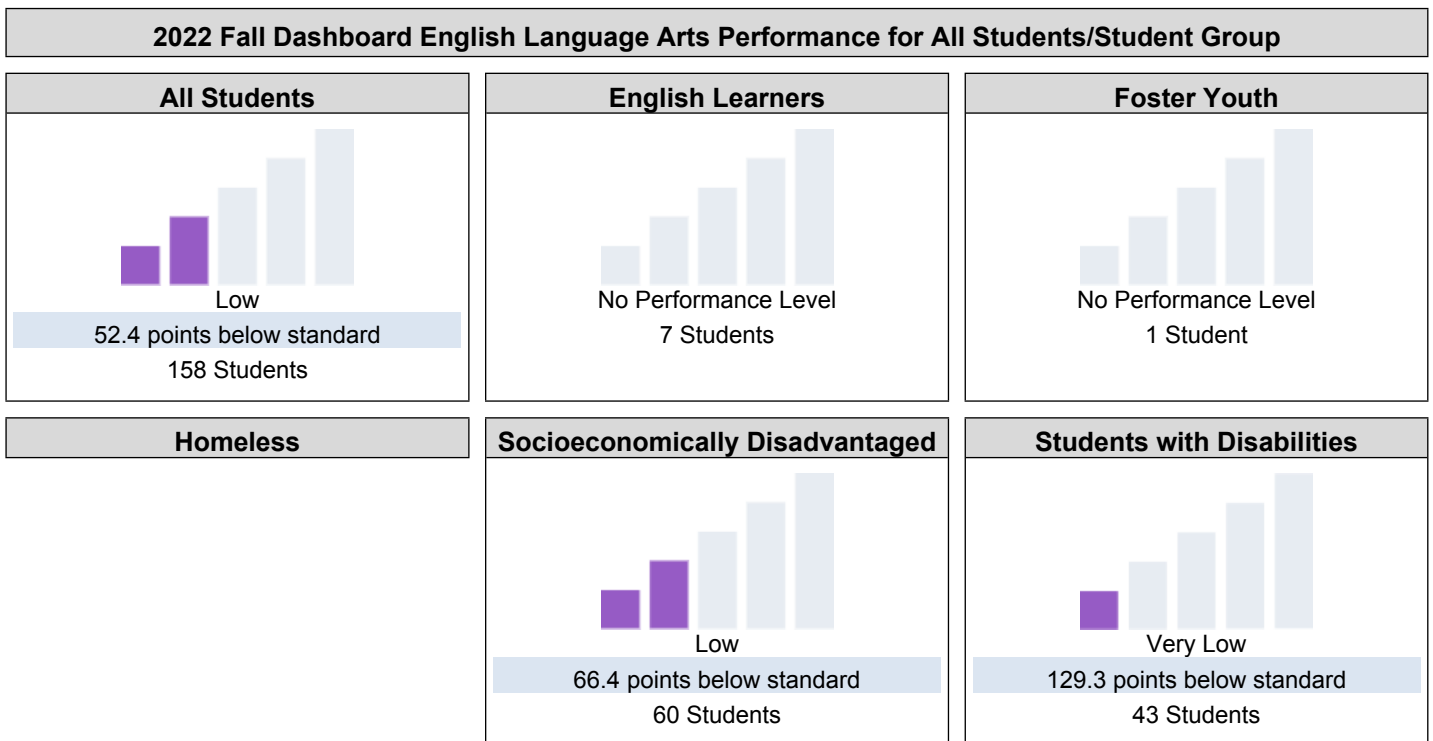 2022 Fall Dashboard English Language Arts Performance for All Students/Student Group
All Students
Low
52.4 points below standard
158 Students
English Learners
No Performance Level
7 Students
Foster Youth
No Performance Level
1 Student
Homeless
Socioeconomically Disadvantaged
Low
66.4 points below standard
60 Students
Students with Disabilities
Very Low
129.3 points below standard
43 Students